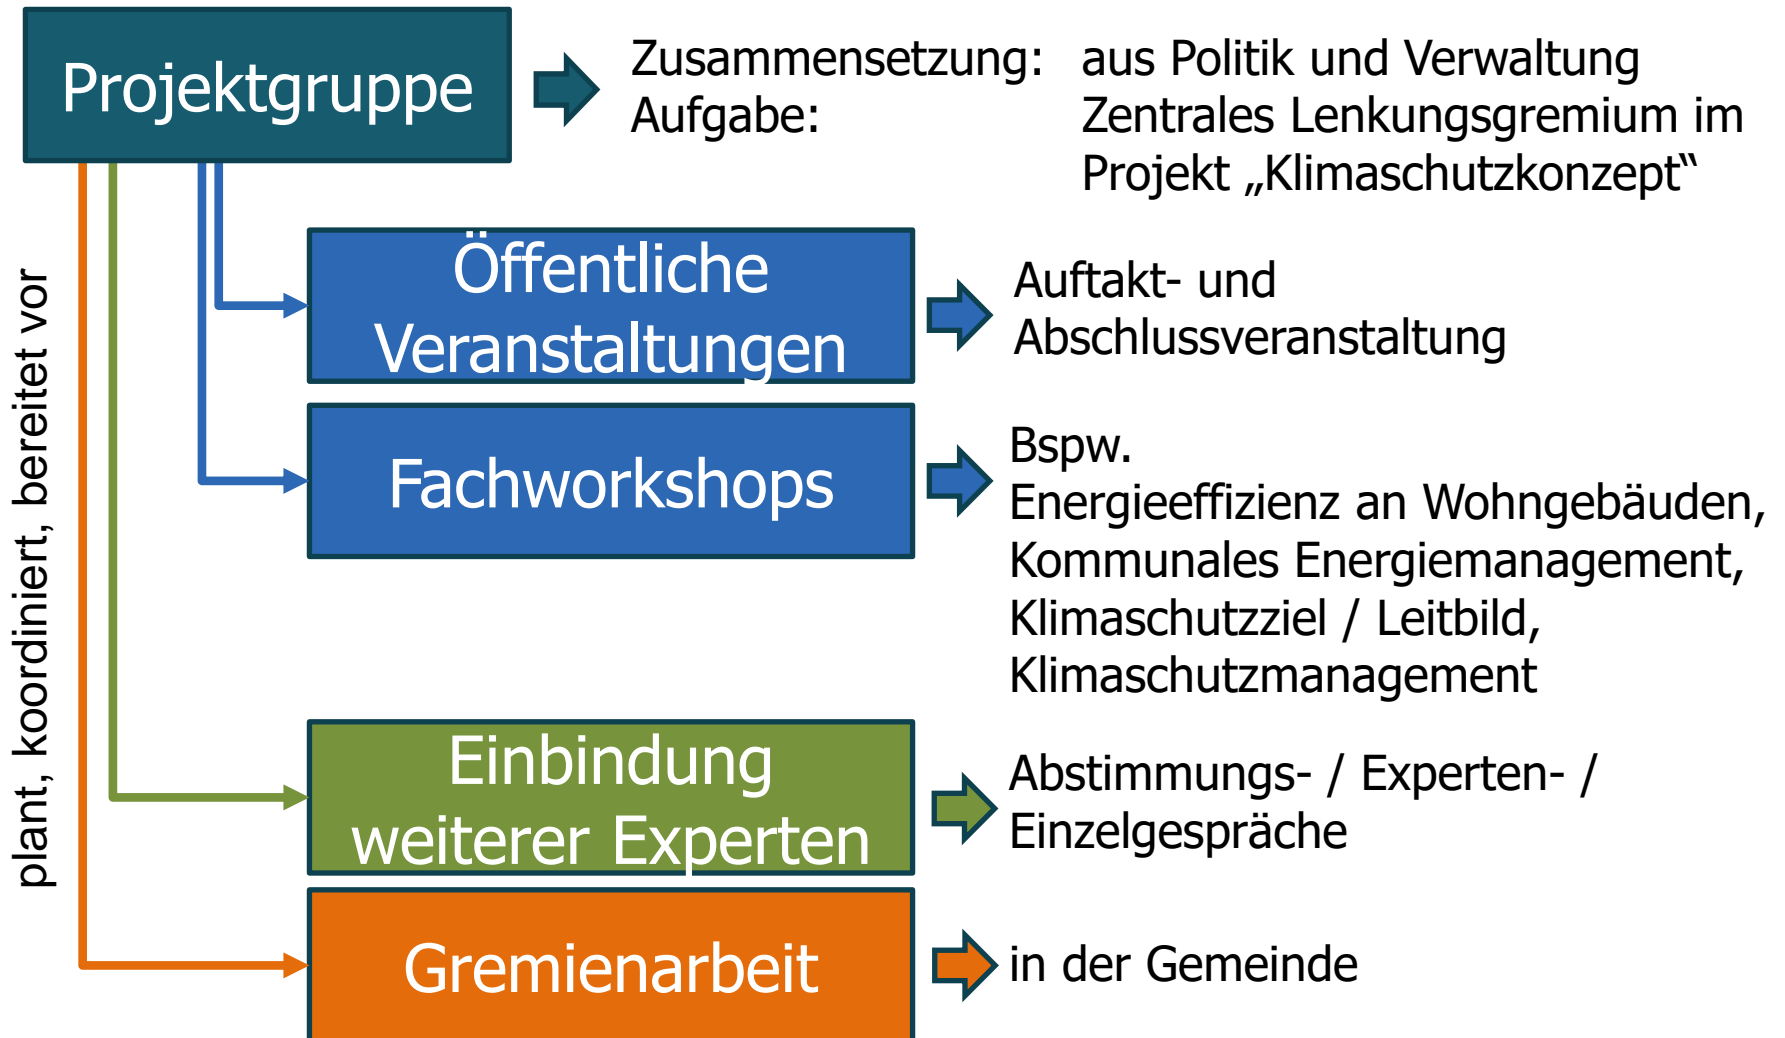 Projektgruppe
Zusammensetzung: aus Politik und Verwaltung
Aufgabe: Zentrales Lenkungsgremium im
Projekt „Klimaschutzkonzept“
plant, koordiniert, bereitet vor
Öffentliche
Veranstaltungen
Auftakt- und
Abschlussveranstaltung
Fachworkshops
Bspw.
Energieeffizienz an Wohngebäuden,
Kommunales Energiemanagement,
Klimaschutzziel / Leitbild,
Klimaschutzmanagement
Einbindung
weiterer Experten
Abstimmungs- / Experten- /
Einzelgespräche
Gremienarbeit
in der Gemeinde